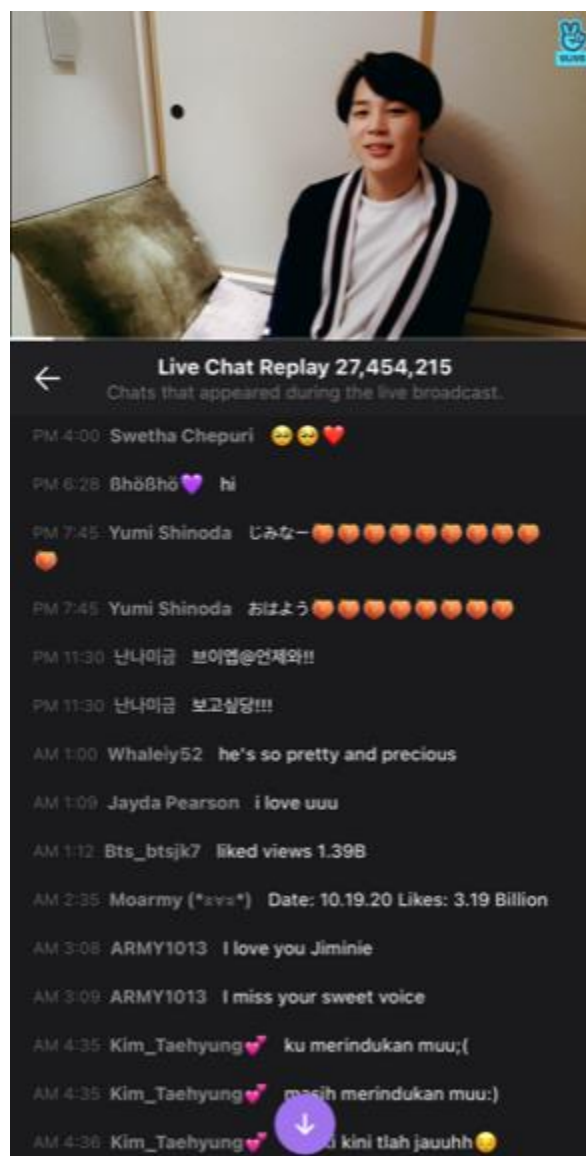 VLIVE
Live Chat Replay 27,454,215
Chats that appeared during the live broadcast.
PM 4:00 Swetha Chepuri 🥺🥺❤️
PM 6:28 ßhößhö💜 hi
PM 7:45 Yumi Shinoda じみなー🍑🍑🍑🍑🍑🍑🍑🍑🍑
🍑
PM 7:45 Yumi Shinoda おはよう🍑🍑🍑🍑🍑🍑🍑🍑
PM 11:30 난나미금 브이앱@언제와!!
PM 11:30 난나미금 보고싶당!!!
AM 1:00 Whaleiy52 he's so pretty and precious
AM 1:09 Jayda Pearson i love uuu
AM 1:12 Bts_btsjk7 liked views 1.39B
AM 2:35 Moarmy Date: 10.19.20 Likes: 3.19 Billion
AM 3:08 ARMY1013 I love you Jiminie
AM 3:09 ARMY1013 I miss your sweet voice
AM 4:35 Kim_Taehyung💕 ku merindukan muu;(
AM 4:35 Kim_Taehyung💕 masih merindukan muu:)
AM 4:36 Kim_Taehyung💕 kini tlah jauuhh😔